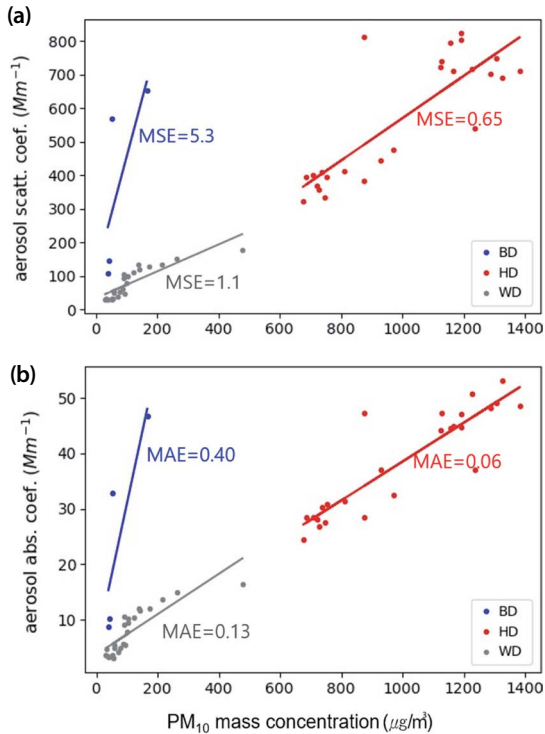 (a)
800
700
600
500
400
300
200
100
0
aerosol scatt. coef. (Mm⁻¹)
MSE=5.3
MSE=0.65
MSE=1.1
BD
HD
WD
0 200 400 600 800 1000 1200 1400
(b)
50
40
30
20
10
aerosol abs. coef. (Mm⁻¹)
MAE=0.40
MAE=0.06
MAE=0.13
BD
HD
WD
0 200 400 600 800 1000 1200 1400
PM₁₀ mass concentration (μg/m³)